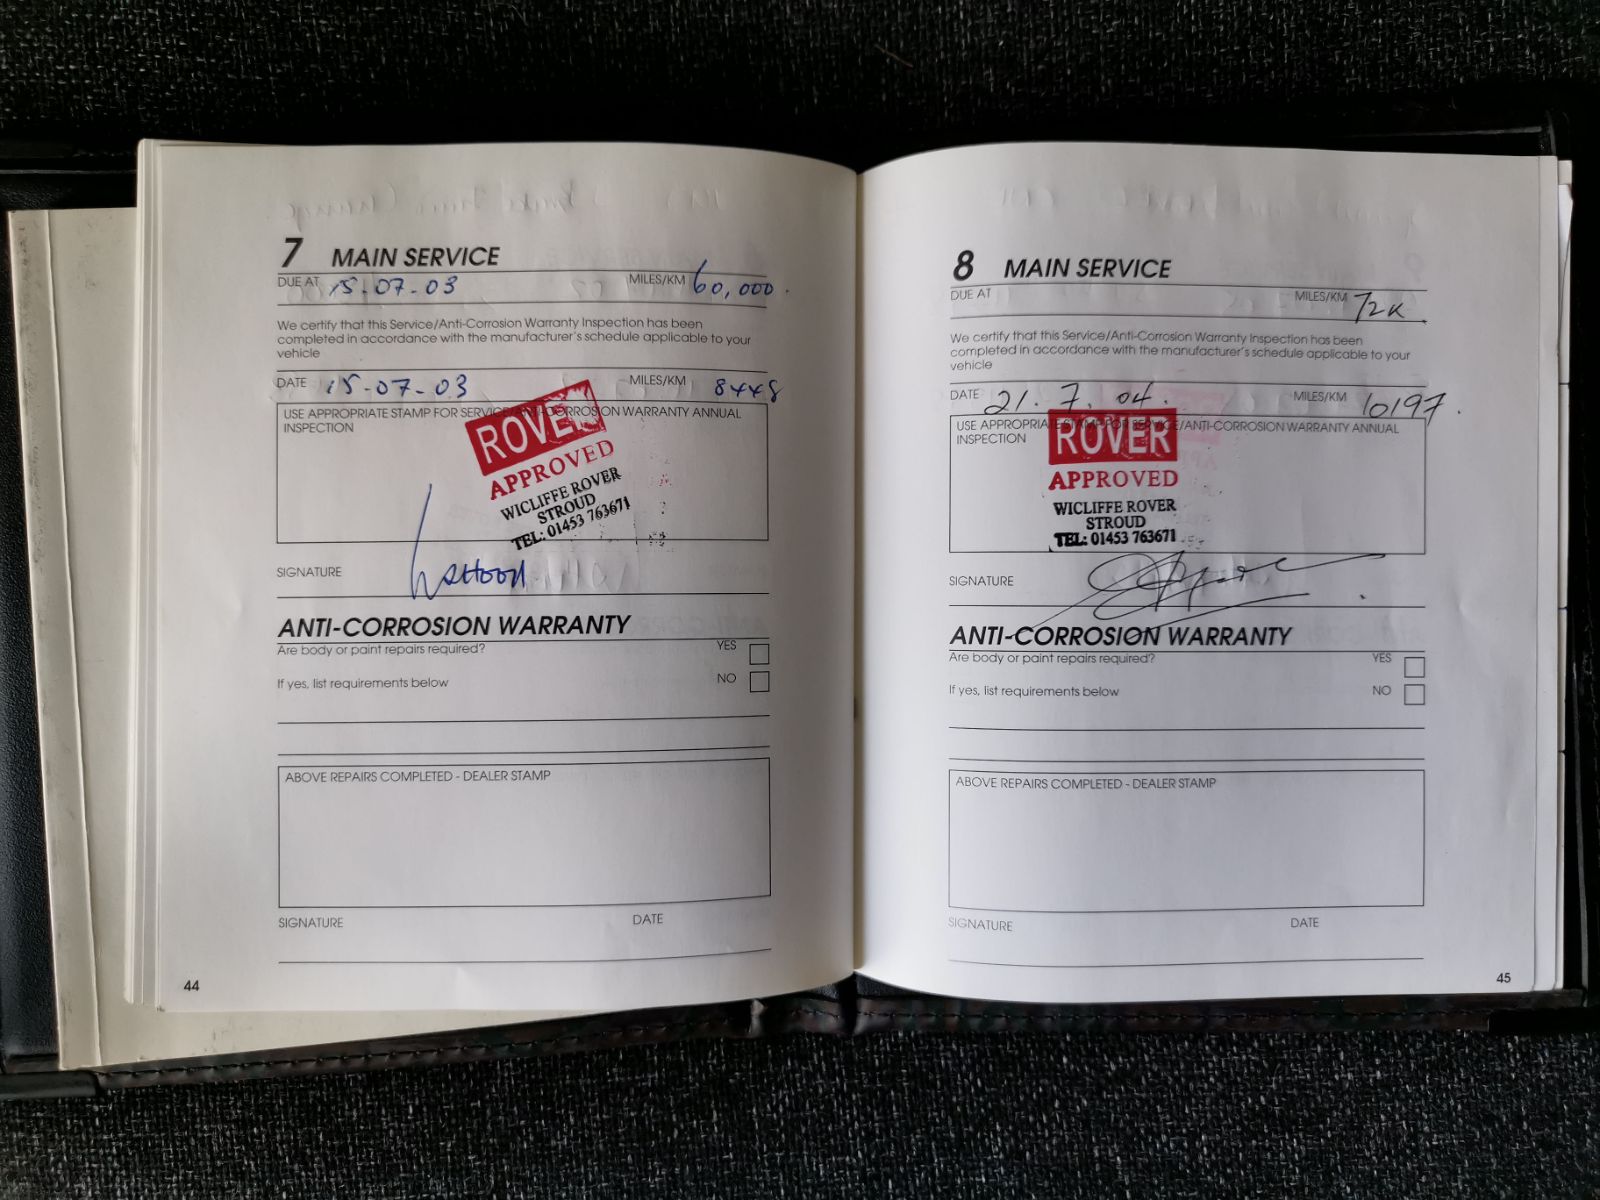 7 MAIN SERVICE
DUE AT 15-07-03 MILES/KM 60,000.
We certify that this Service/Anti-Corrosion Warranty Inspection has been
completed in accordance with the manufacturer's schedule applicable to your
vehicle
DATE 15-07-03 MILES/KM 8448
USE APPROPRIATE STAMP FOR SERVICE/ANTI-CORROSION WARRANTY ANNUAL
INSPECTION
ROVER
APPROVED
WICLIFFE ROVER
STROUD
TEL: 01453 763671
SIGNATURE
ANTI-CORROSION WARRANTY
Are body or paint repairs required? YES
If yes, list requirements below NO
ABOVE REPAIRS COMPLETED - DEALER STAMP
SIGNATURE DATE
44
8 MAIN SERVICE
DUE AT MILES/KM 72K
We certify that this Service/Anti-Corrosion Warranty Inspection has been
completed in accordance with the manufacturer's schedule applicable to your
vehicle
DATE 21.7.04. MILES/KM 10197.
USE APPROPRIATE STAMP FOR SERVICE/ANTI-CORROSION WARRANTY ANNUAL
INSPECTION
ROVER
APPROVED
WICLIFFE ROVER
STROUD
TEL: 01453 763671
SIGNATURE
ANTI-CORROSION WARRANTY
Are body or paint repairs required? YES
If yes, list requirements below NO
ABOVE REPAIRS COMPLETED - DEALER STAMP
SIGNATURE DATE
45